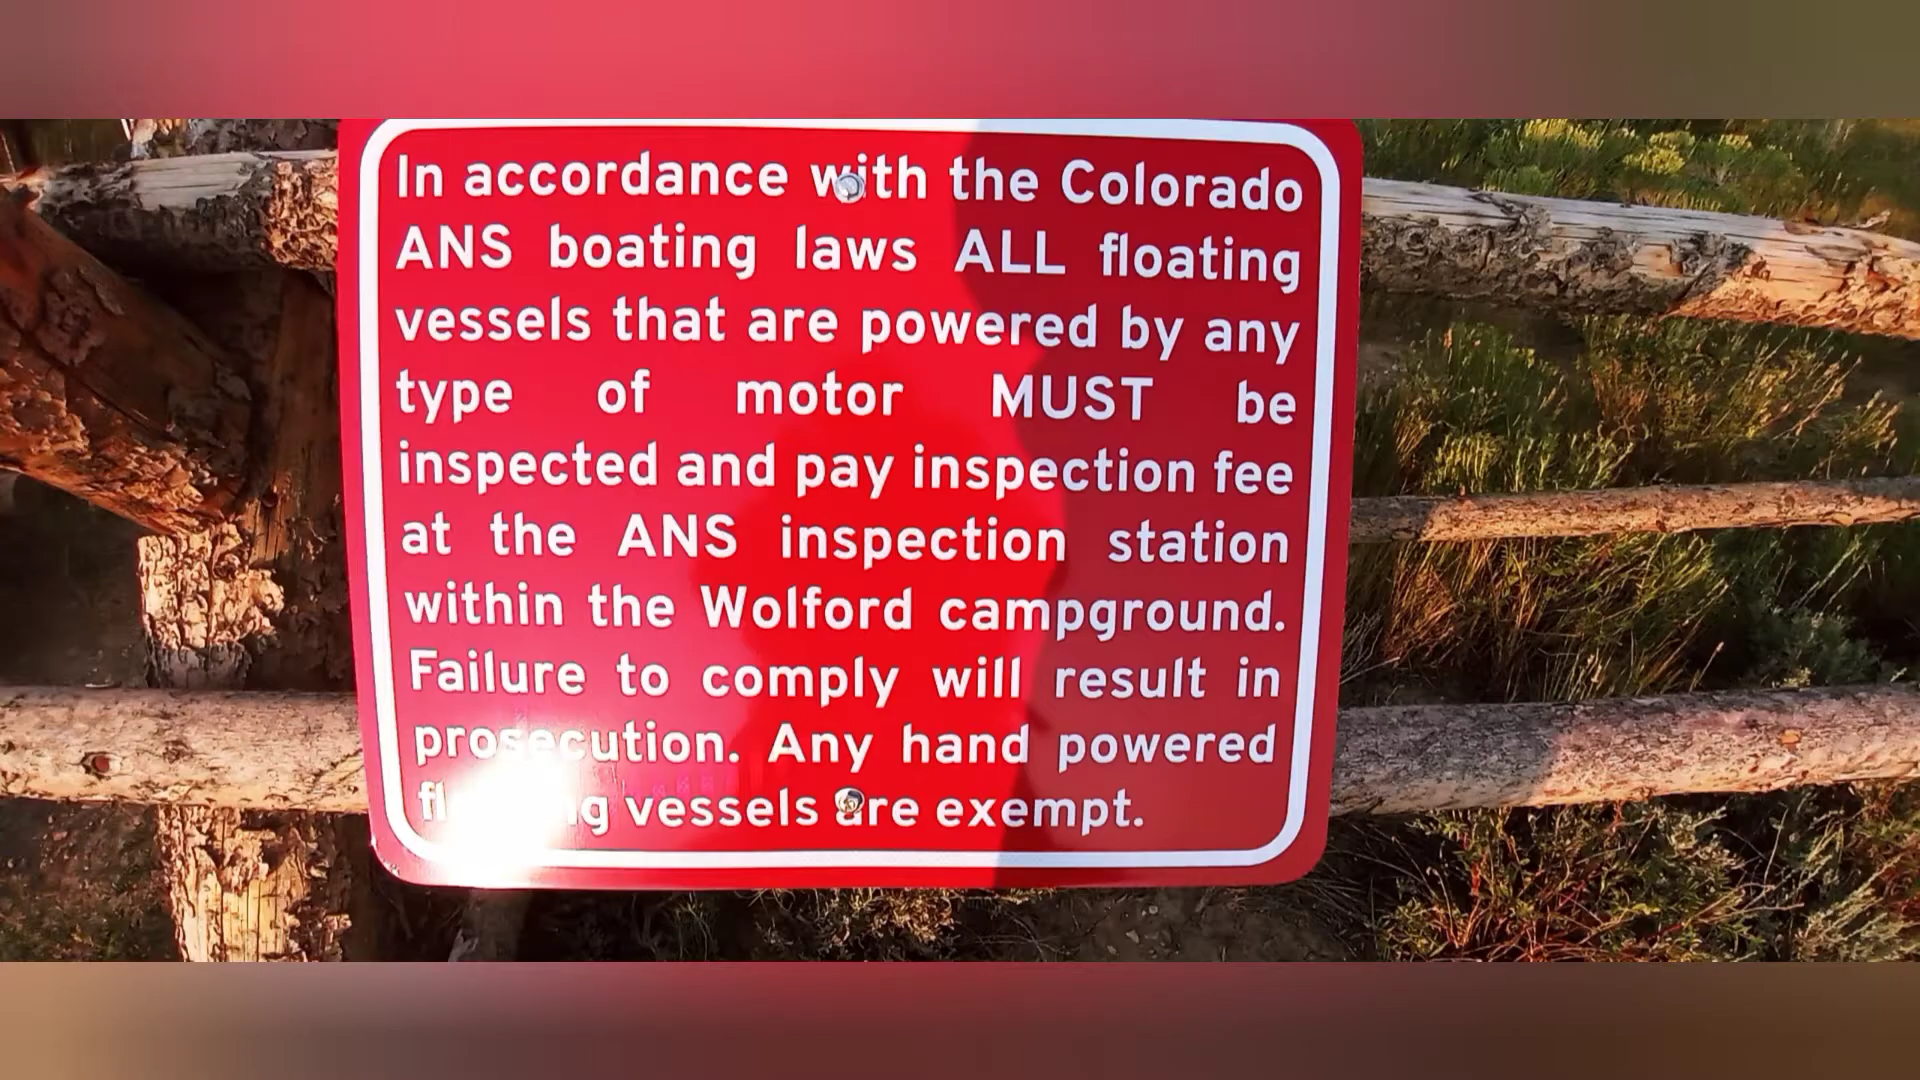 In accordance with the Colorado
ANS boating laws ALL floating
vessels that are powered by any
type of motor MUST be
inspected and pay inspection fee
at the ANS inspection station
within the Wolford campground.
Failure to comply will result in
prosecution. Any hand powered
vessels are exempt.